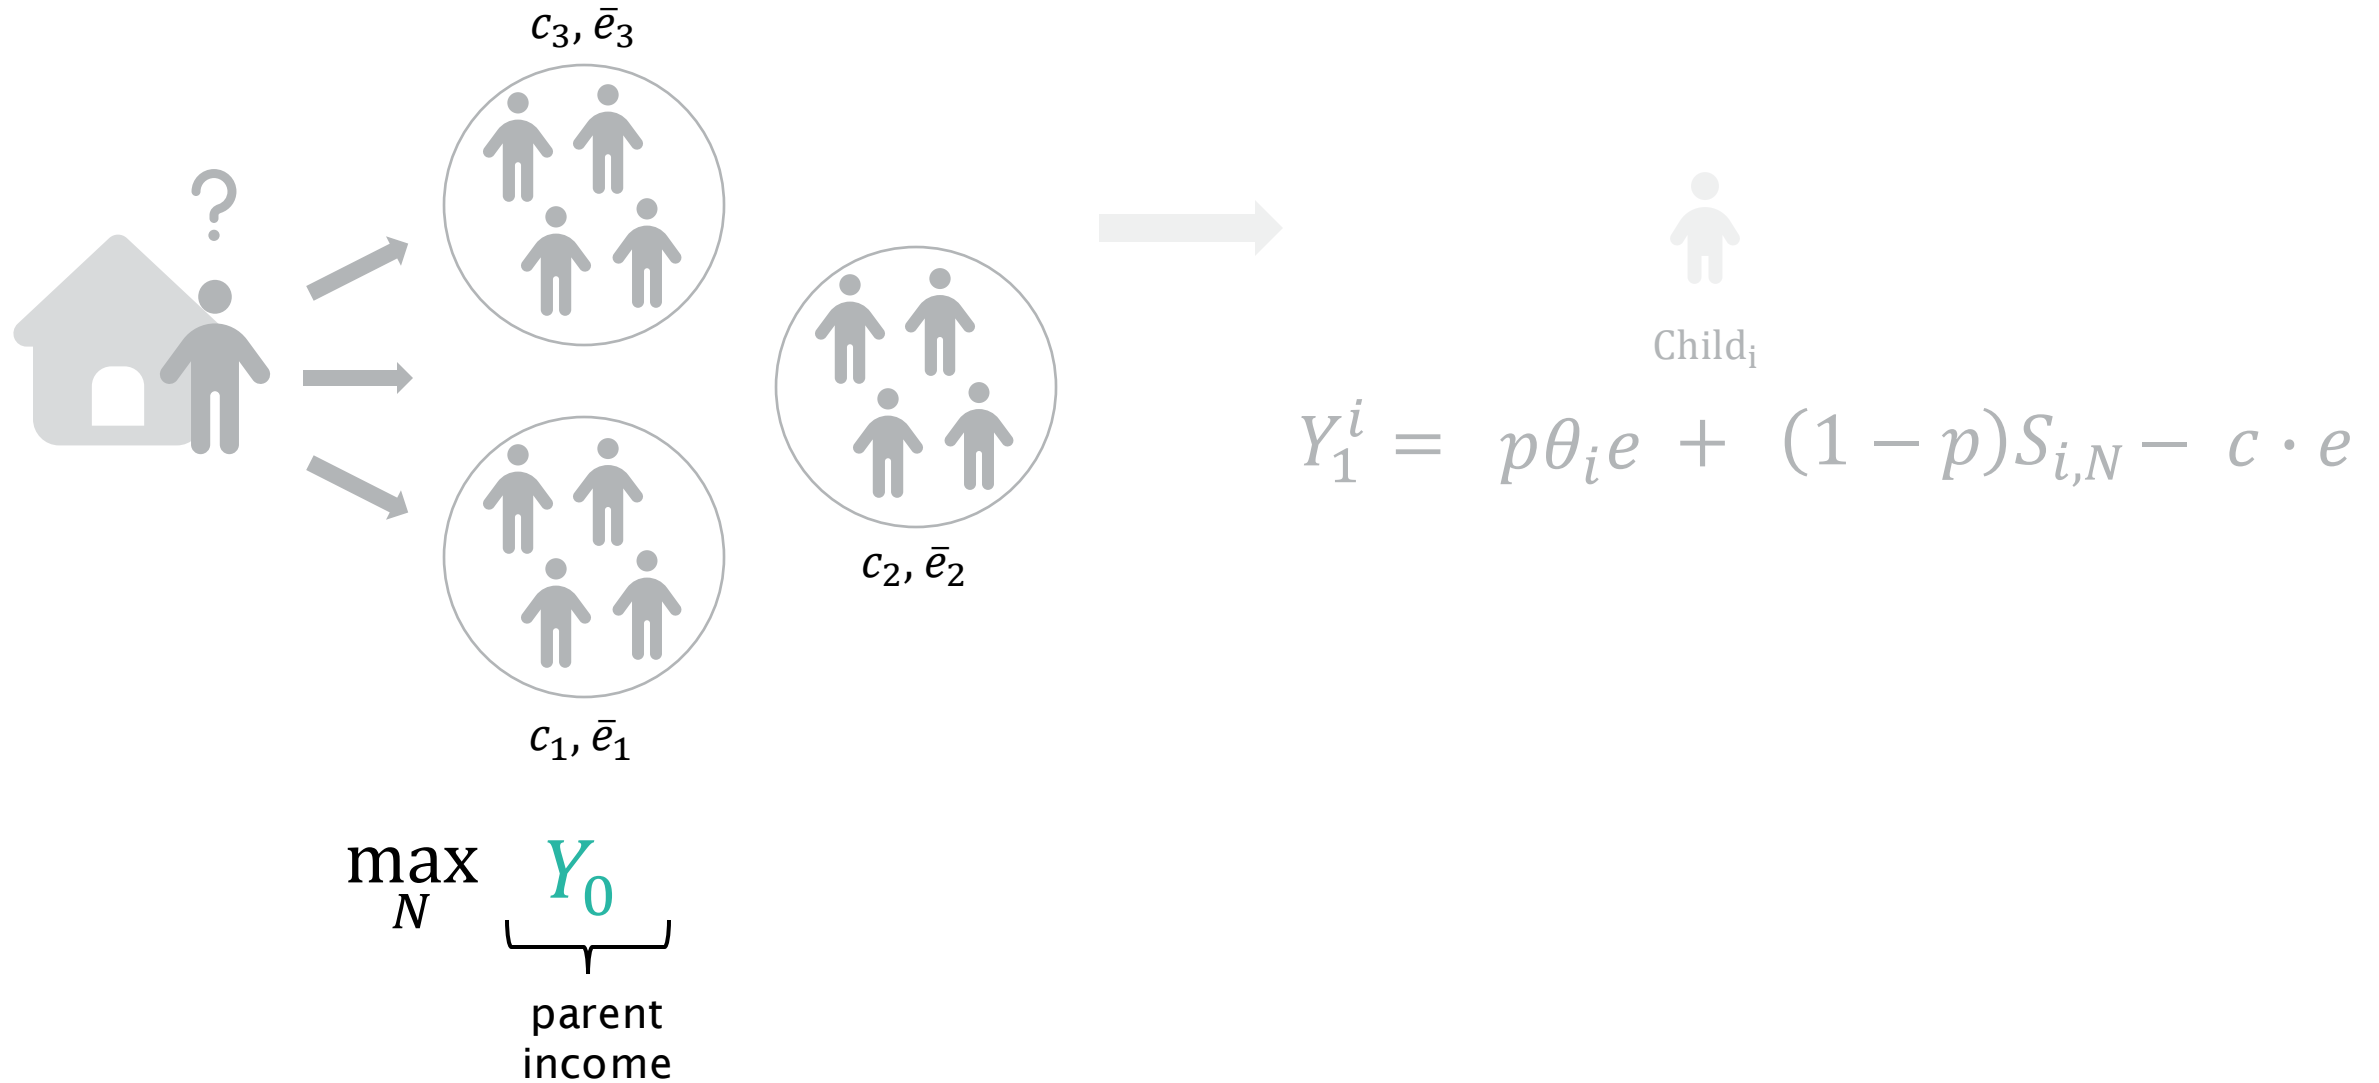 c₃, ē₃
?
Childᵢ
Y₁ⁱ = pθᵢe + (1 − p)Sᵢ,N − c · e
c₂, ē₂
c₁, ē₁
max Y₀
N
parent
income